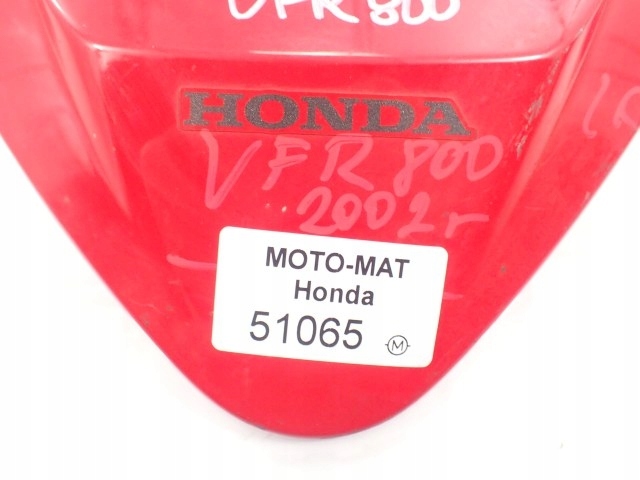 VFR 800
HONDA
VFR 800
2002r
MOTO-MAT
Honda
51065
M